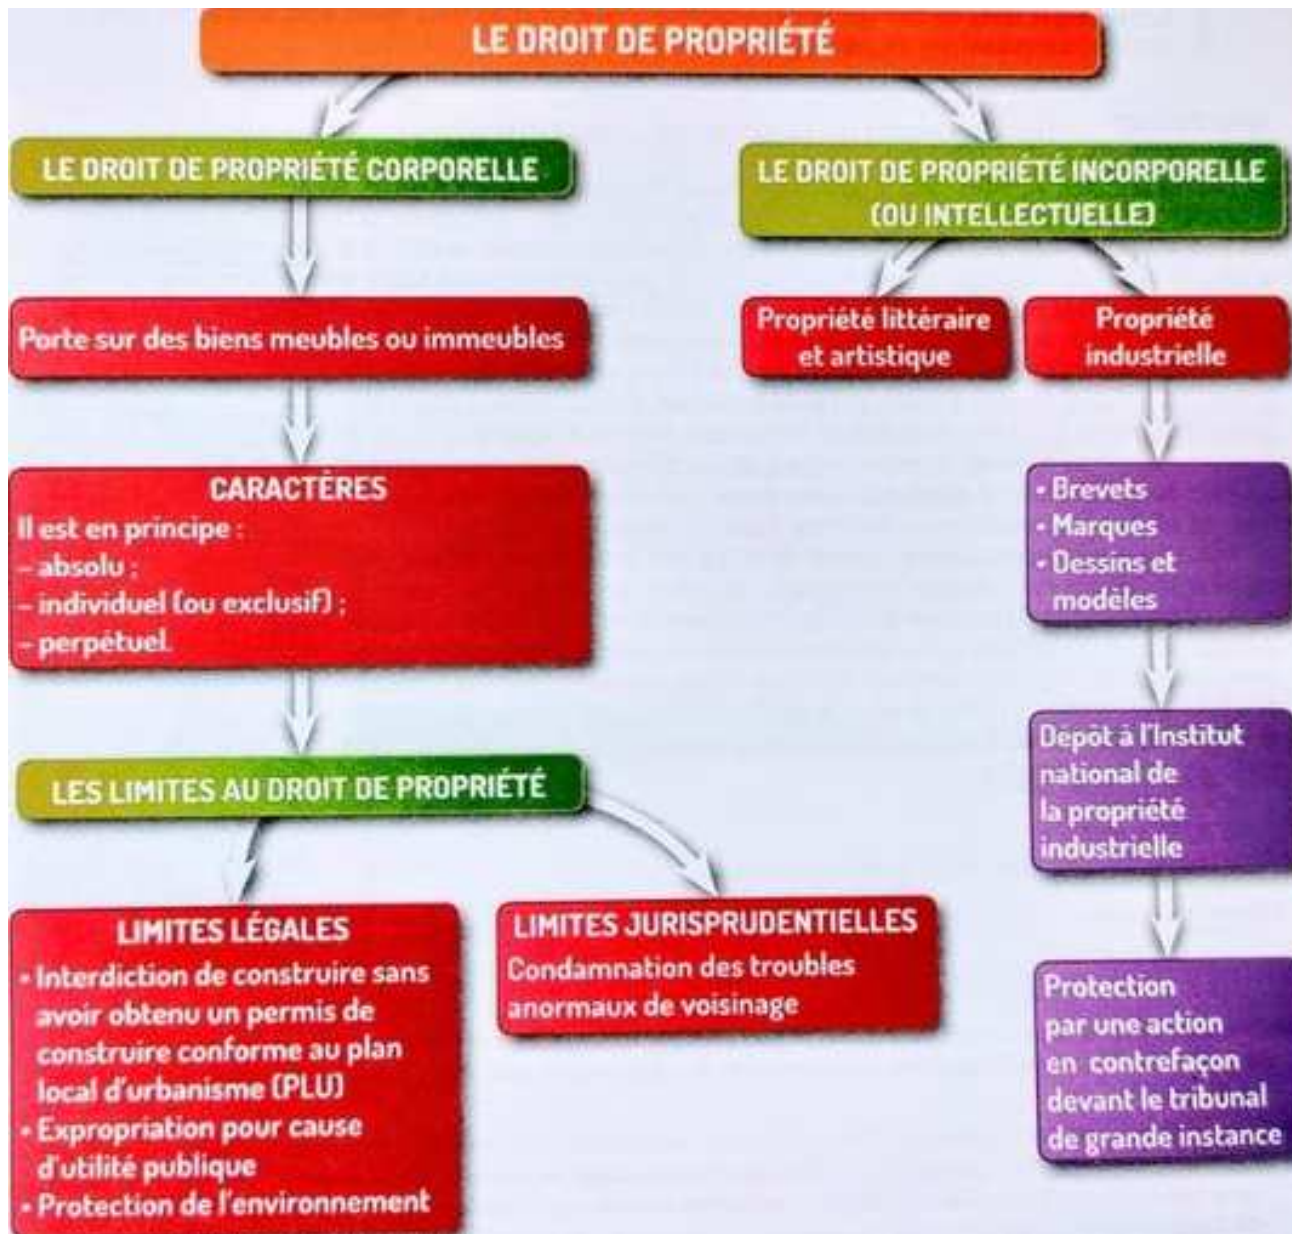 LE DROIT DE PROPRIÉTÉ
LE DROIT DE PROPRIÉTÉ CORPORELLE
Porte sur des biens meubles ou immeubles
CARACTÈRES
Il est en principe :
– absolu ;
– individuel (ou exclusif) ;
– perpétuel.
LES LIMITES AU DROIT DE PROPRIÉTÉ
LIMITES LÉGALES
• Interdiction de construire sans
avoir obtenu un permis de
construire conforme au plan
local d'urbanisme (PLU)
• Expropriation pour cause
d'utilité publique
• Protection de l'environnement
LIMITES JURISPRUDENTIELLES
Condamnation des troubles
anormaux de voisinage
LE DROIT DE PROPRIÉTÉ INCORPORELLE
(OU INTELLECTUELLE)
Propriété littéraire
et artistique
Propriété
industrielle
• Brevets
• Marques
• Dessins et
modèles
Dépôt à l'Institut
national de
la propriété
industrielle
Protection
par une action
en contrefaçon
devant le tribunal
de grande instance